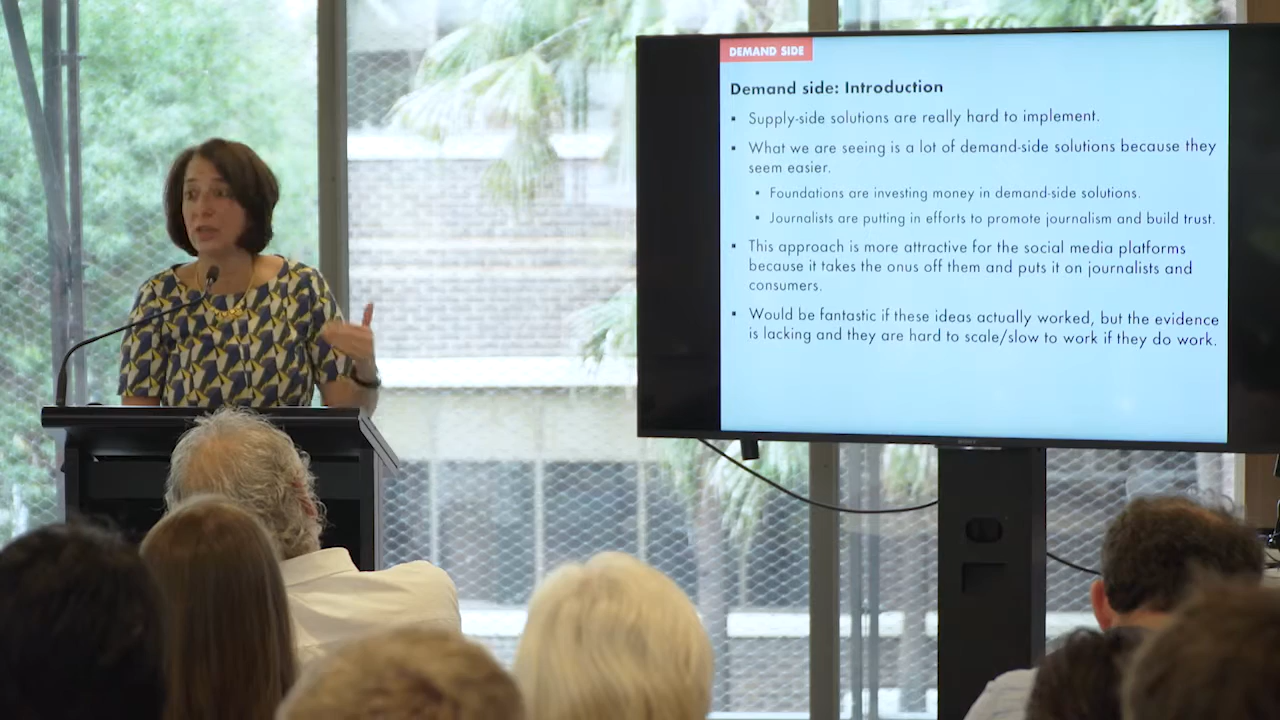 DEMAND SIDE
Demand side: Introduction
▪ Supply-side solutions are really hard to implement.
▪ What we are seeing is a lot of demand-side solutions because they
seem easier.
▪ Foundations are investing money in demand-side solutions.
▪ Journalists are putting in efforts to promote journalism and build trust.
▪ This approach is more attractive for the social media platforms
because it takes the onus off them and puts it on journalists and
consumers.
▪ Would be fantastic if these ideas actually worked, but the evidence
is lacking and they are hard to scale/slow to work if they do work.
SONY